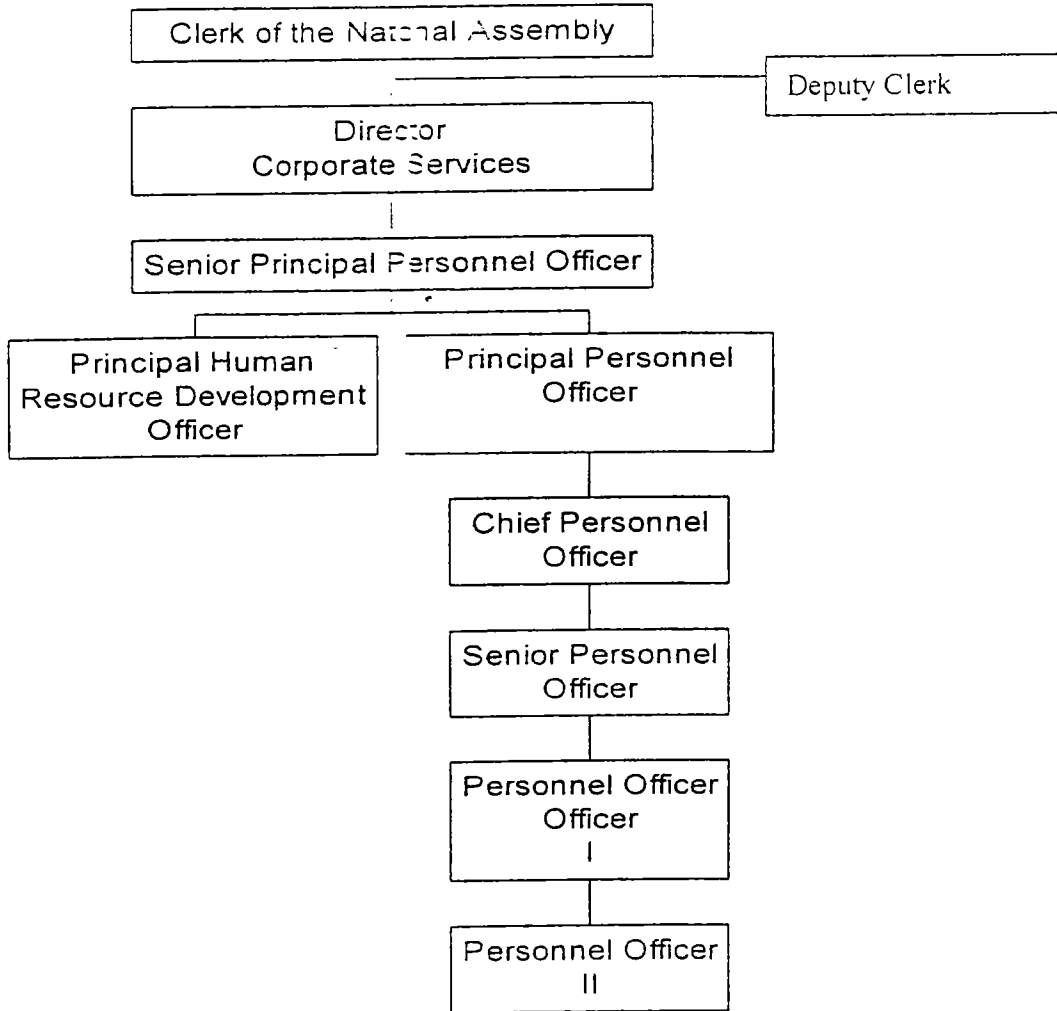 Clerk of the National Assembly
Deputy Clerk
Director
Corporate Services
Senior Principal Personnel Officer
Principal Human
Resource Development
Officer
Principal Personnel
Officer
Chief Personnel
Officer
Senior Personnel
Officer
Personnel Officer
Officer
I
Personnel Officer
II